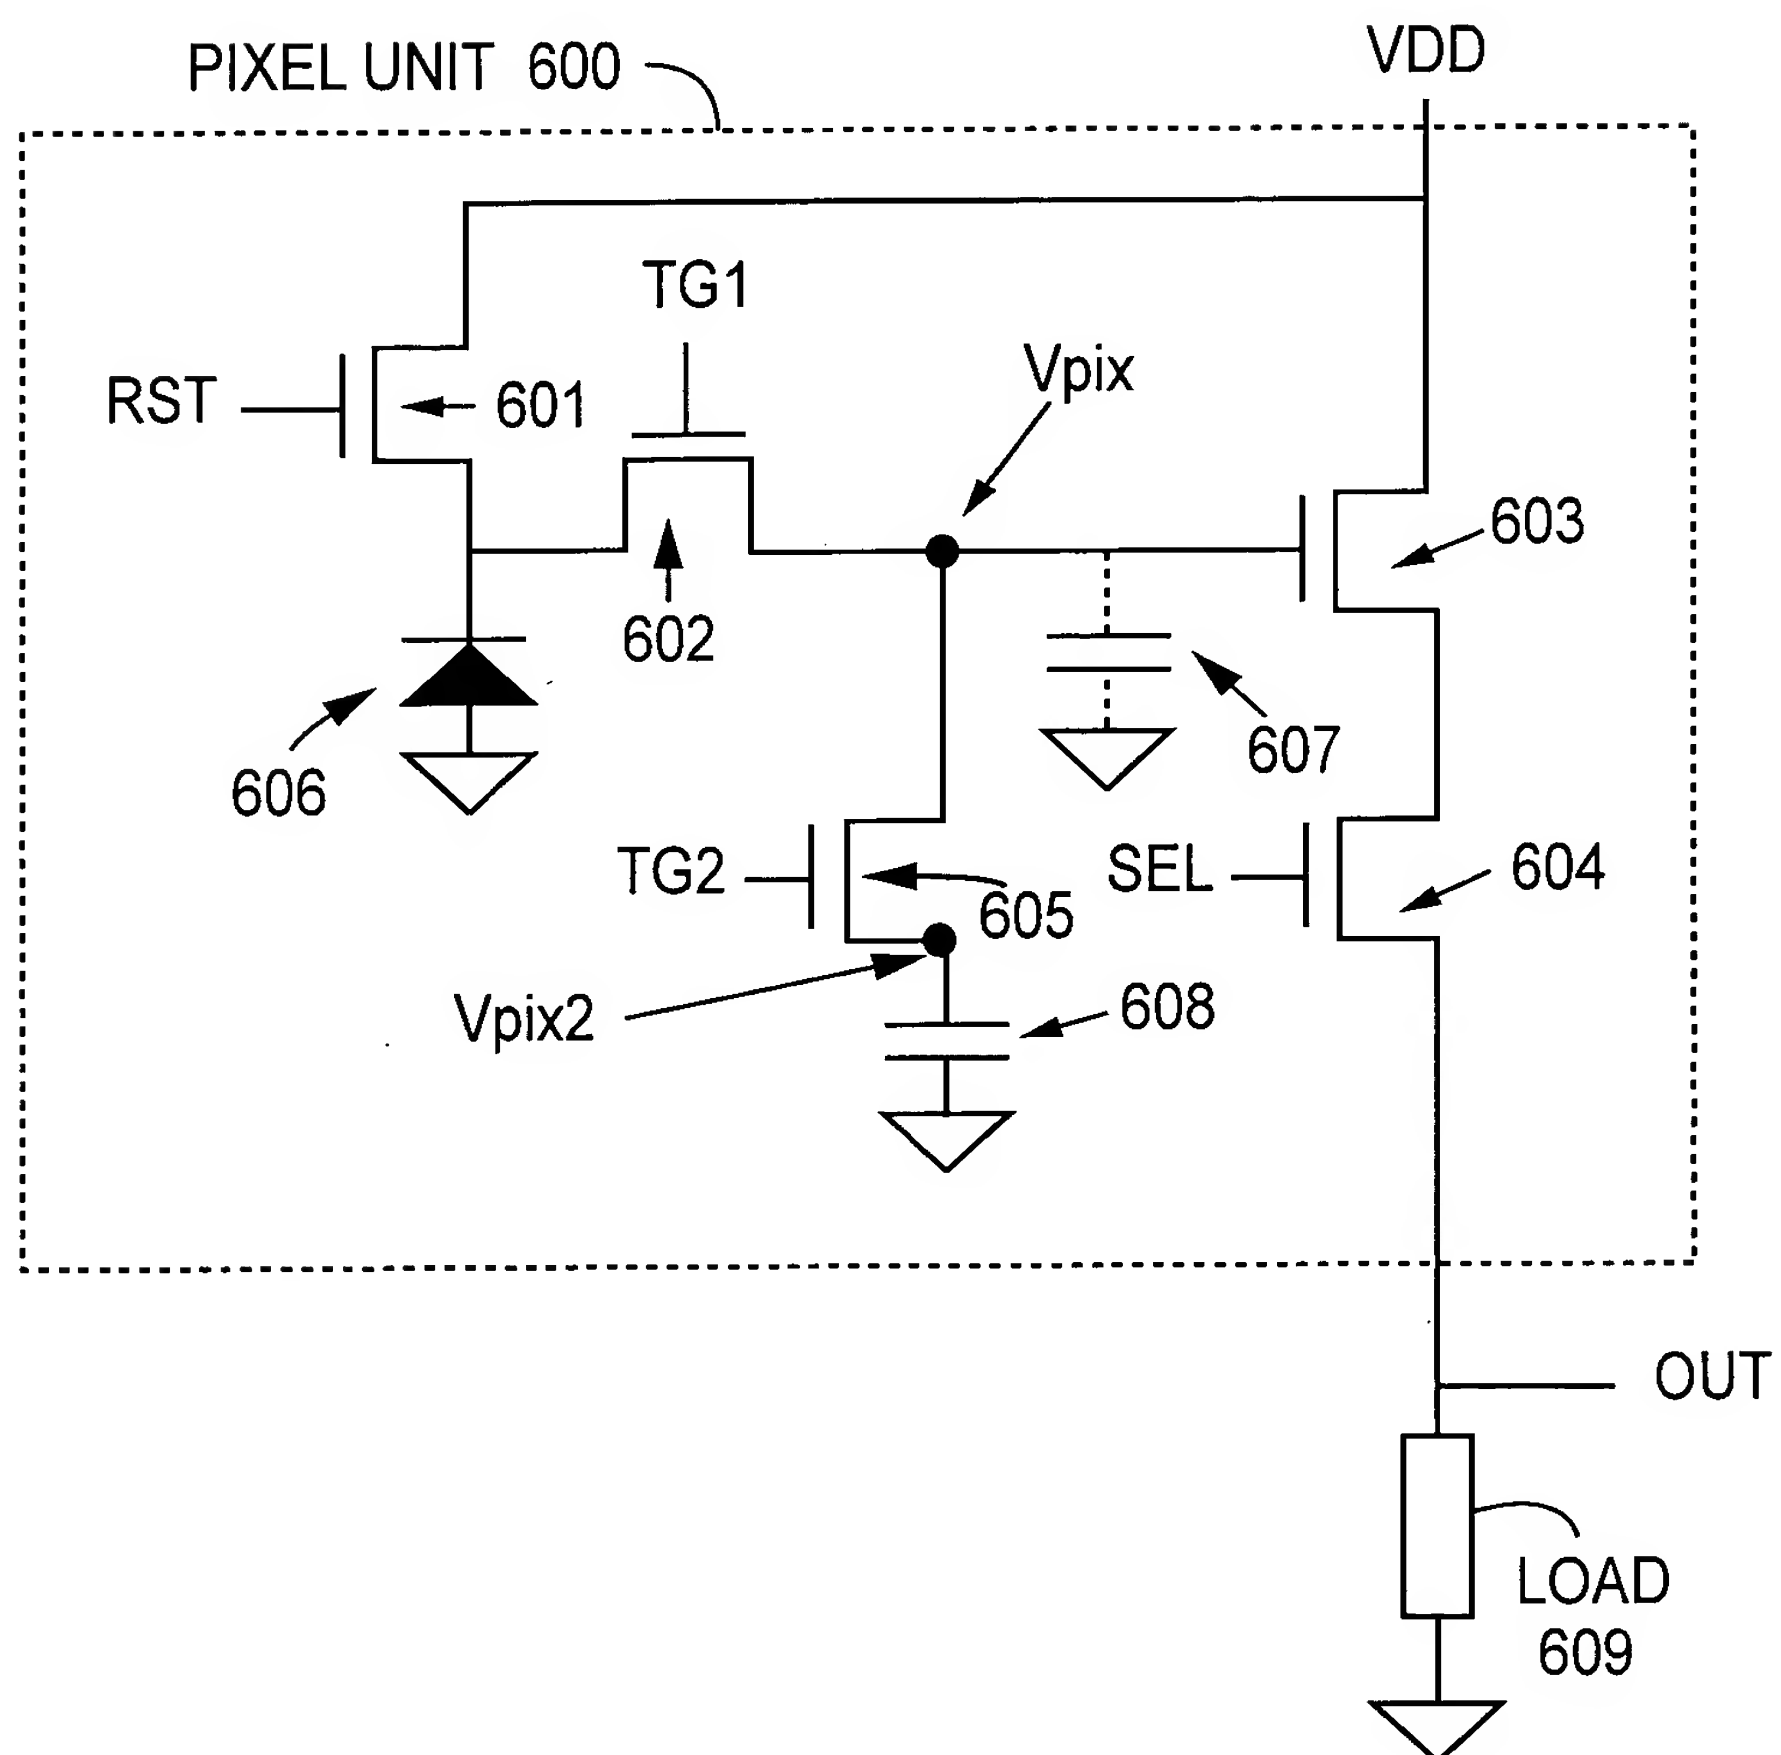 PIXEL UNIT 600
VDD
TG1
Vpix
RST
601
603
602
607
606
TG2
605
SEL
604
Vpix2
608
OUT
LOAD
609